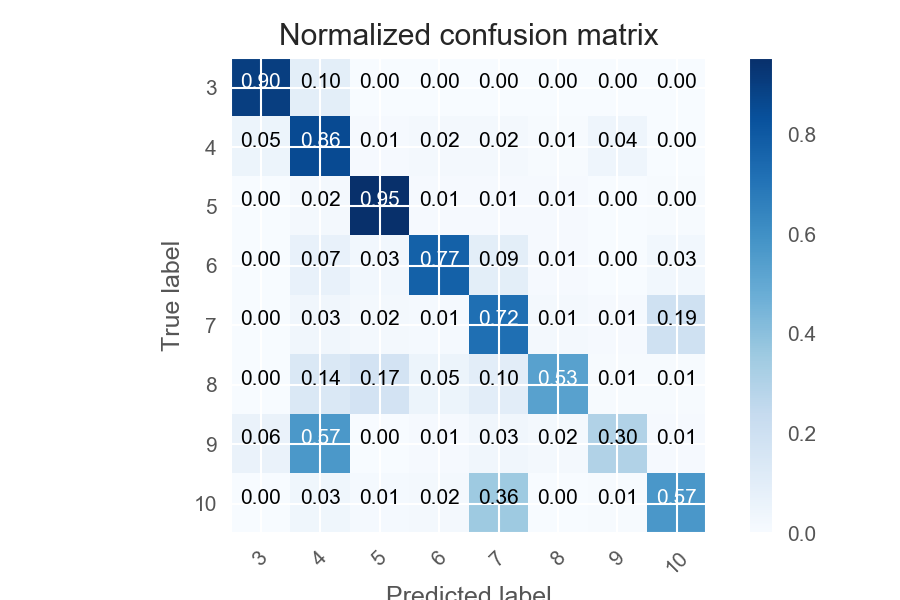 Normalized confusion matrix
3 0.90 0.10 0.00 0.00 0.00 0.00 0.00 0.00
4 0.05 0.86 0.01 0.02 0.02 0.01 0.04 0.00
5 0.00 0.02 0.95 0.01 0.01 0.01 0.00 0.00
6 0.00 0.07 0.03 0.77 0.09 0.01 0.00 0.03
7 0.00 0.03 0.02 0.01 0.72 0.01 0.01 0.19
8 0.00 0.14 0.17 0.05 0.10 0.53 0.01 0.01
9 0.06 0.57 0.00 0.01 0.03 0.02 0.30 0.01
10 0.00 0.03 0.01 0.02 0.36 0.00 0.01 0.57
3 4 5 6 7 8 9 10
True label
Predicted label
0.8
0.6
0.4
0.2
0.0